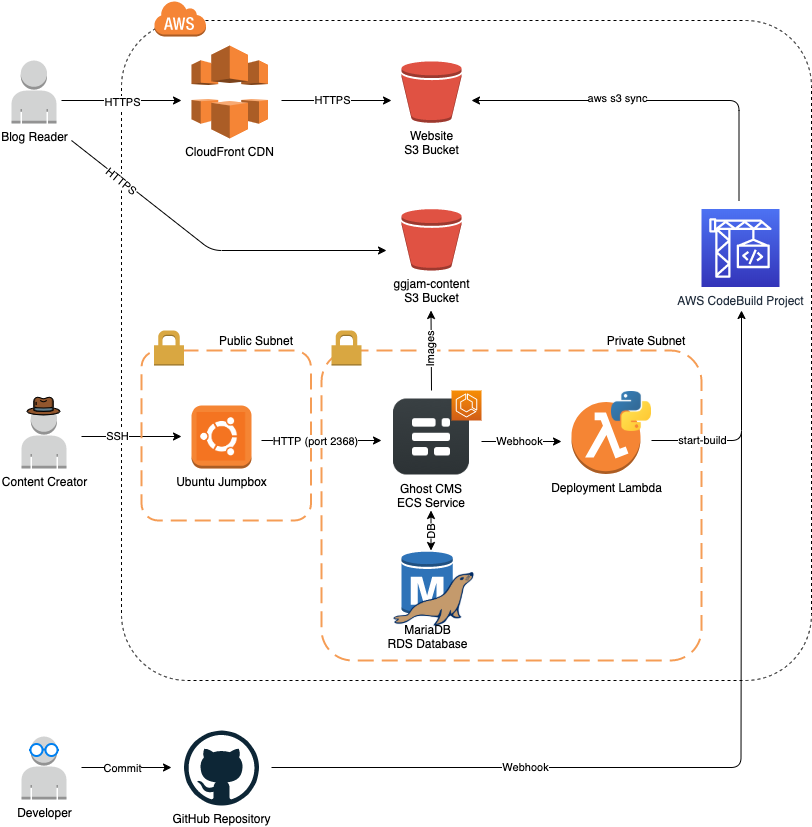 AWS
Blog Reader
HTTPS
CloudFront CDN
HTTPS
Website
S3 Bucket
aws s3 sync
HTTPS
ggjam-content
S3 Bucket
</>
AWS CodeBuild Project
Images
Public Subnet
Private Subnet
Content Creator
SSH
Ubuntu Jumpbox
HTTP (port 2368)
Ghost CMS
ECS Service
Webhook
λ
Deployment Lambda
start-build
DB
M
MariaDB
RDS Database
Developer
Commit
GitHub Repository
Webhook